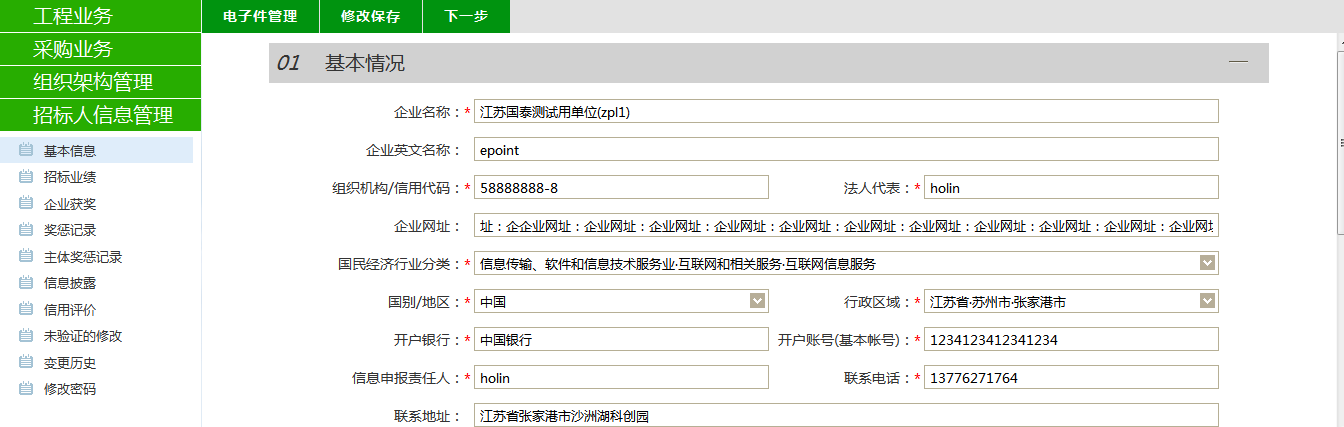 工程业务
采购业务
组织架构管理
招标人信息管理
基本信息
招标业绩
企业获奖
奖惩记录
主体奖惩记录
信息披露
信用评价
未验证的修改
变更历史
修改密码
电子件管理 修改保存 下一步
01 基本情况
企业名称：* 江苏国泰测试用单位(zpl1)
企业英文名称： epoint
组织机构/信用代码：* 58888888-8 法人代表：* holin
企业网址： 址：企企业网址：企业网址：企业网址：企业网址：企业网址：企业网址：企业网址：企业网址：企业网址：企业网址：企业网
国民经济行业分类：* 信息传输、软件和信息技术服务业·互联网和相关服务·互联网信息服务
国别/地区：* 中国 行政区域：* 江苏省·苏州市·张家港市
开户银行：* 中国银行 开户账号(基本帐号)：* 1234123412341234
信息申报责任人：* holin 联系电话：* 13776271764
联系地址： 江苏省张家港市沙洲湖科创园